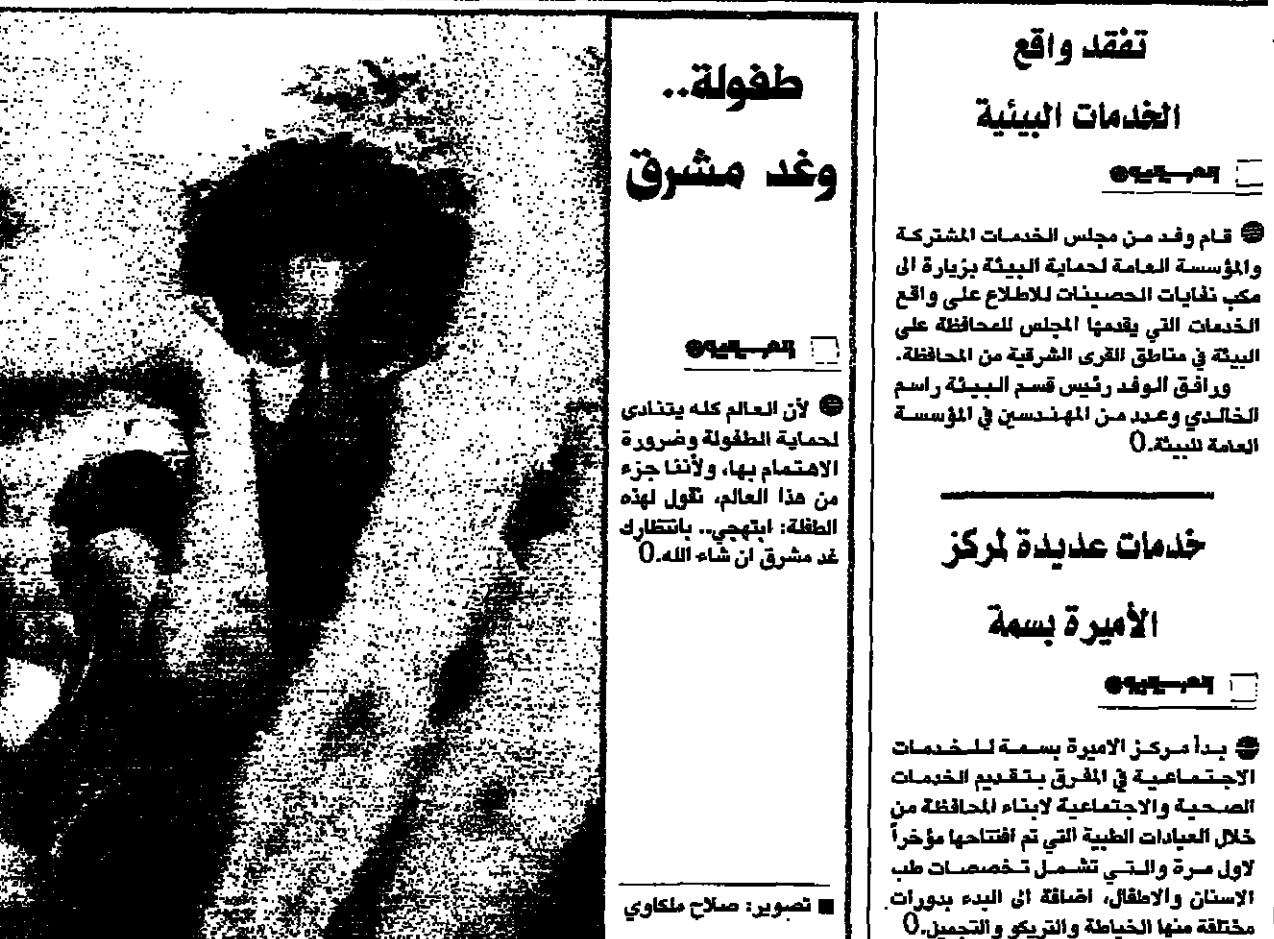 تفقد واقع
الخدمات البيئية
قام وفد من مجلس الخدمات المشتركة
والمؤسسة العامة لحماية البيئة بزيارة الى
مكب نفايات الحصينات للاطلاع على واقع
الخدمات التي يقدمها المجلس للمحافظة على
البيئة في مناطق القرى الشرقية من المحافظة.
ورافق الوفد رئيس قسم البيئة راسم
الخالدي وعدد من المهندسين في المؤسسة
العامة للبيئة.
خدمات عديدة لمركز
الأميرة بسمة
بدأ مركز الاميرة بسمة للخدمات
الاجتماعية في المفرق بتقديم الخدمات
الصحية والاجتماعية لابناء المحافظة من
خلال العيادات الطبية التي تم افتتاحها مؤخراً
لاول مرة والتي تشمل تخصصات طب
الاسنان والاطفال، اضافة الى البدء بدورات
مختلفة منها الخياطة والتريكو والتجميل.
طفولة..
وغد مشرق
لأن العالم كله يتنادى
لحماية الطفولة وضرورة
الاهتمام بها، ولأننا جزء
من هذا العالم، نقول لهذه
الطفلة: ابتهجي.. بانتظارك
غد مشرق ان شاء الله.
تصوير: صلاح ملكاوي